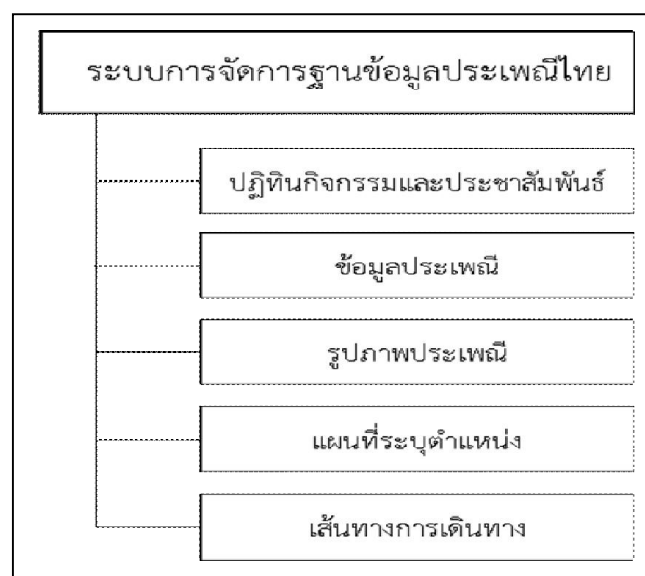 ระบบการจัดการฐานข้อมูลประเพณีไทย
ปฏิทินกิจกรรมและประชาสัมพันธ์
ข้อมูลประเพณี
รูปภาพประเพณี
แผนที่ระบุตำแหน่ง
เส้นทางการเดินทาง